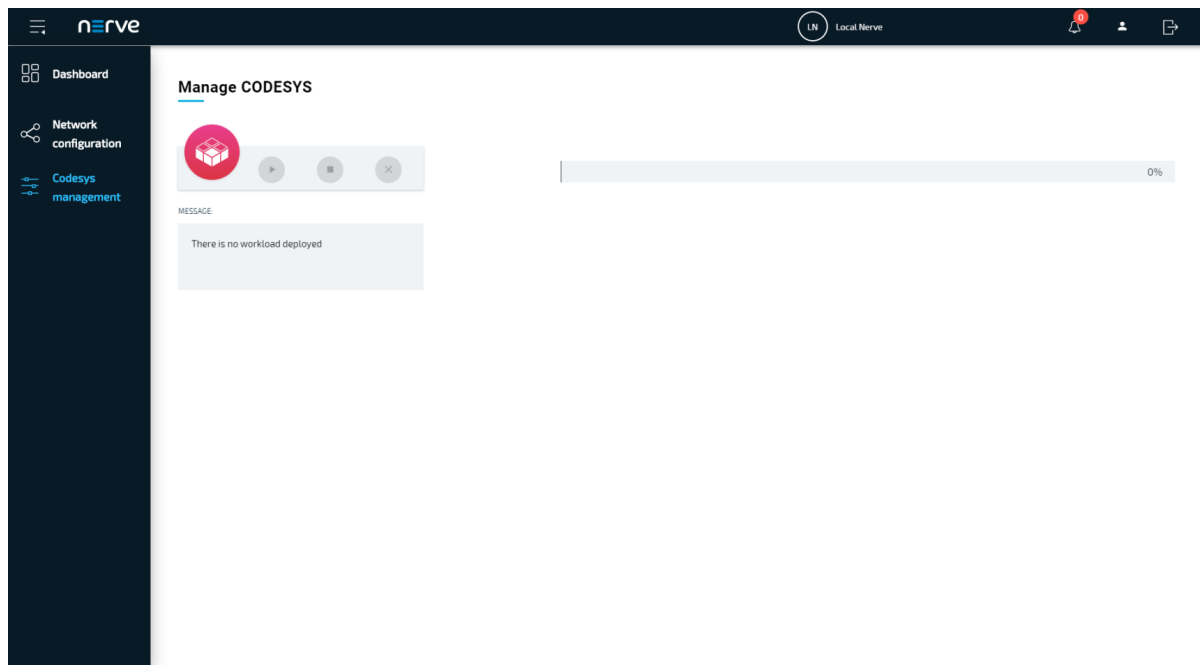 nerve
LN
Local Nerve
0
Dashboard
Network
configuration
Codesys
management
Manage CODESYS
0%
MESSAGE:
There is no workload deployed